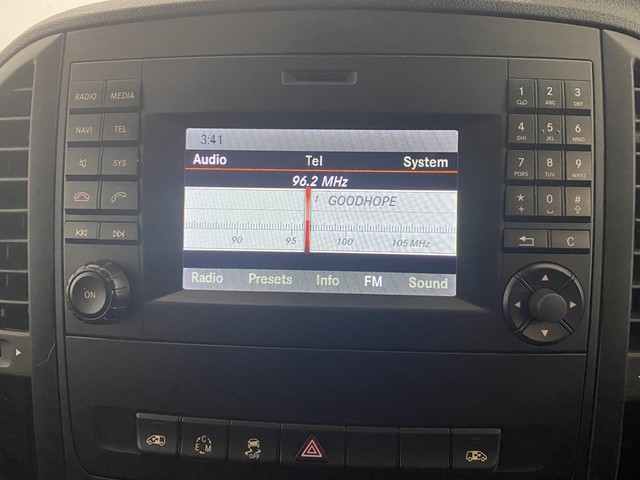 RADIO MEDIA
NAVI TEL
SYS
ON
3:41
Audio Tel System
96.2 MHz
1 GOODHOPE
90 95 100 105 MHz
Radio Presets Info FM Sound
1 2 ABC 3 DEF
4 GHI 5 JKL 6 MNO
7 PQRS 8 TUV 9 WXYZ
* + 0 #
C
C E M OFF